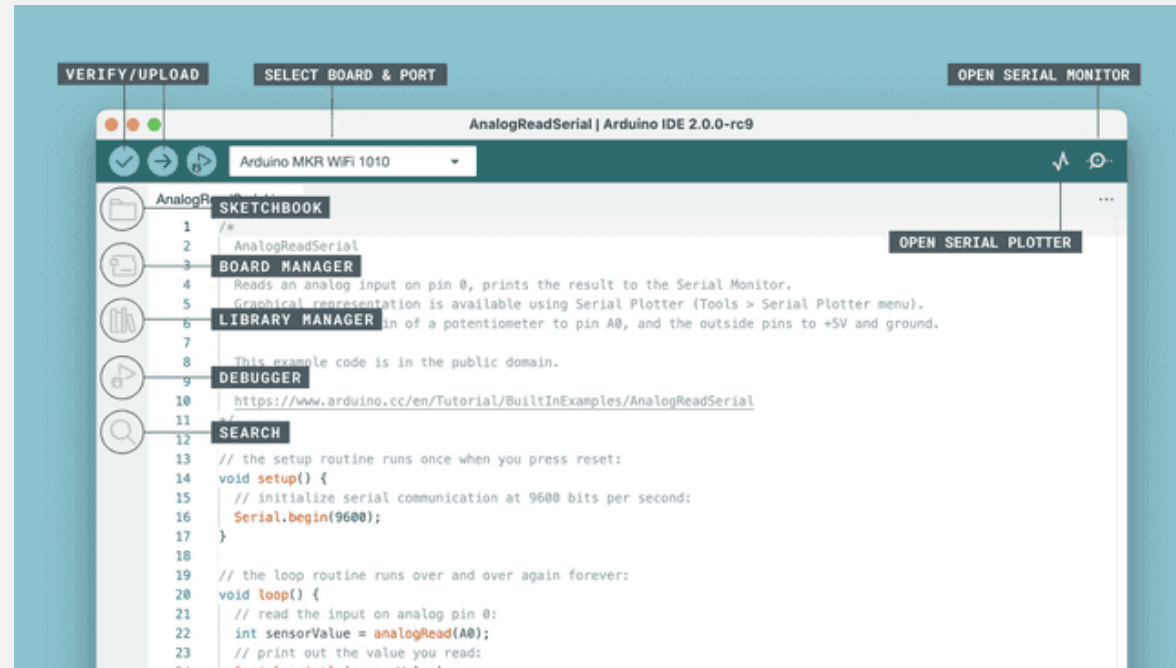 VERIFY/UPLOAD
SELECT BOARD & PORT
OPEN SERIAL MONITOR
AnalogReadSerial | Arduino IDE 2.0.0-rc9
Arduino MKR WiFi 1010
SKETCHBOOK
OPEN SERIAL PLOTTER
BOARD MANAGER
LIBRARY MANAGER
DEBUGGER
SEARCH
1 /*
2 AnalogReadSerial
3
4 Reads an analog input on pin 0, prints the result to the Serial Monitor.
5 Graphical representation is available using Serial Plotter (Tools > Serial Plotter menu).
6 of a potentiometer to pin A0, and the outside pins to +5V and ground.
7
8 This example code is in the public domain.
9
10 https://www.arduino.cc/en/Tutorial/BuiltInExamples/AnalogReadSerial
11 */
12
13 // the setup routine runs once when you press reset:
14 void setup() {
15 // initialize serial communication at 9600 bits per second:
16 Serial.begin(9600);
17 }
18
19 // the loop routine runs over and over again forever:
20 void loop() {
21 // read the input on analog pin 0:
22 int sensorValue = analogRead(A0);
23 // print out the value you read: